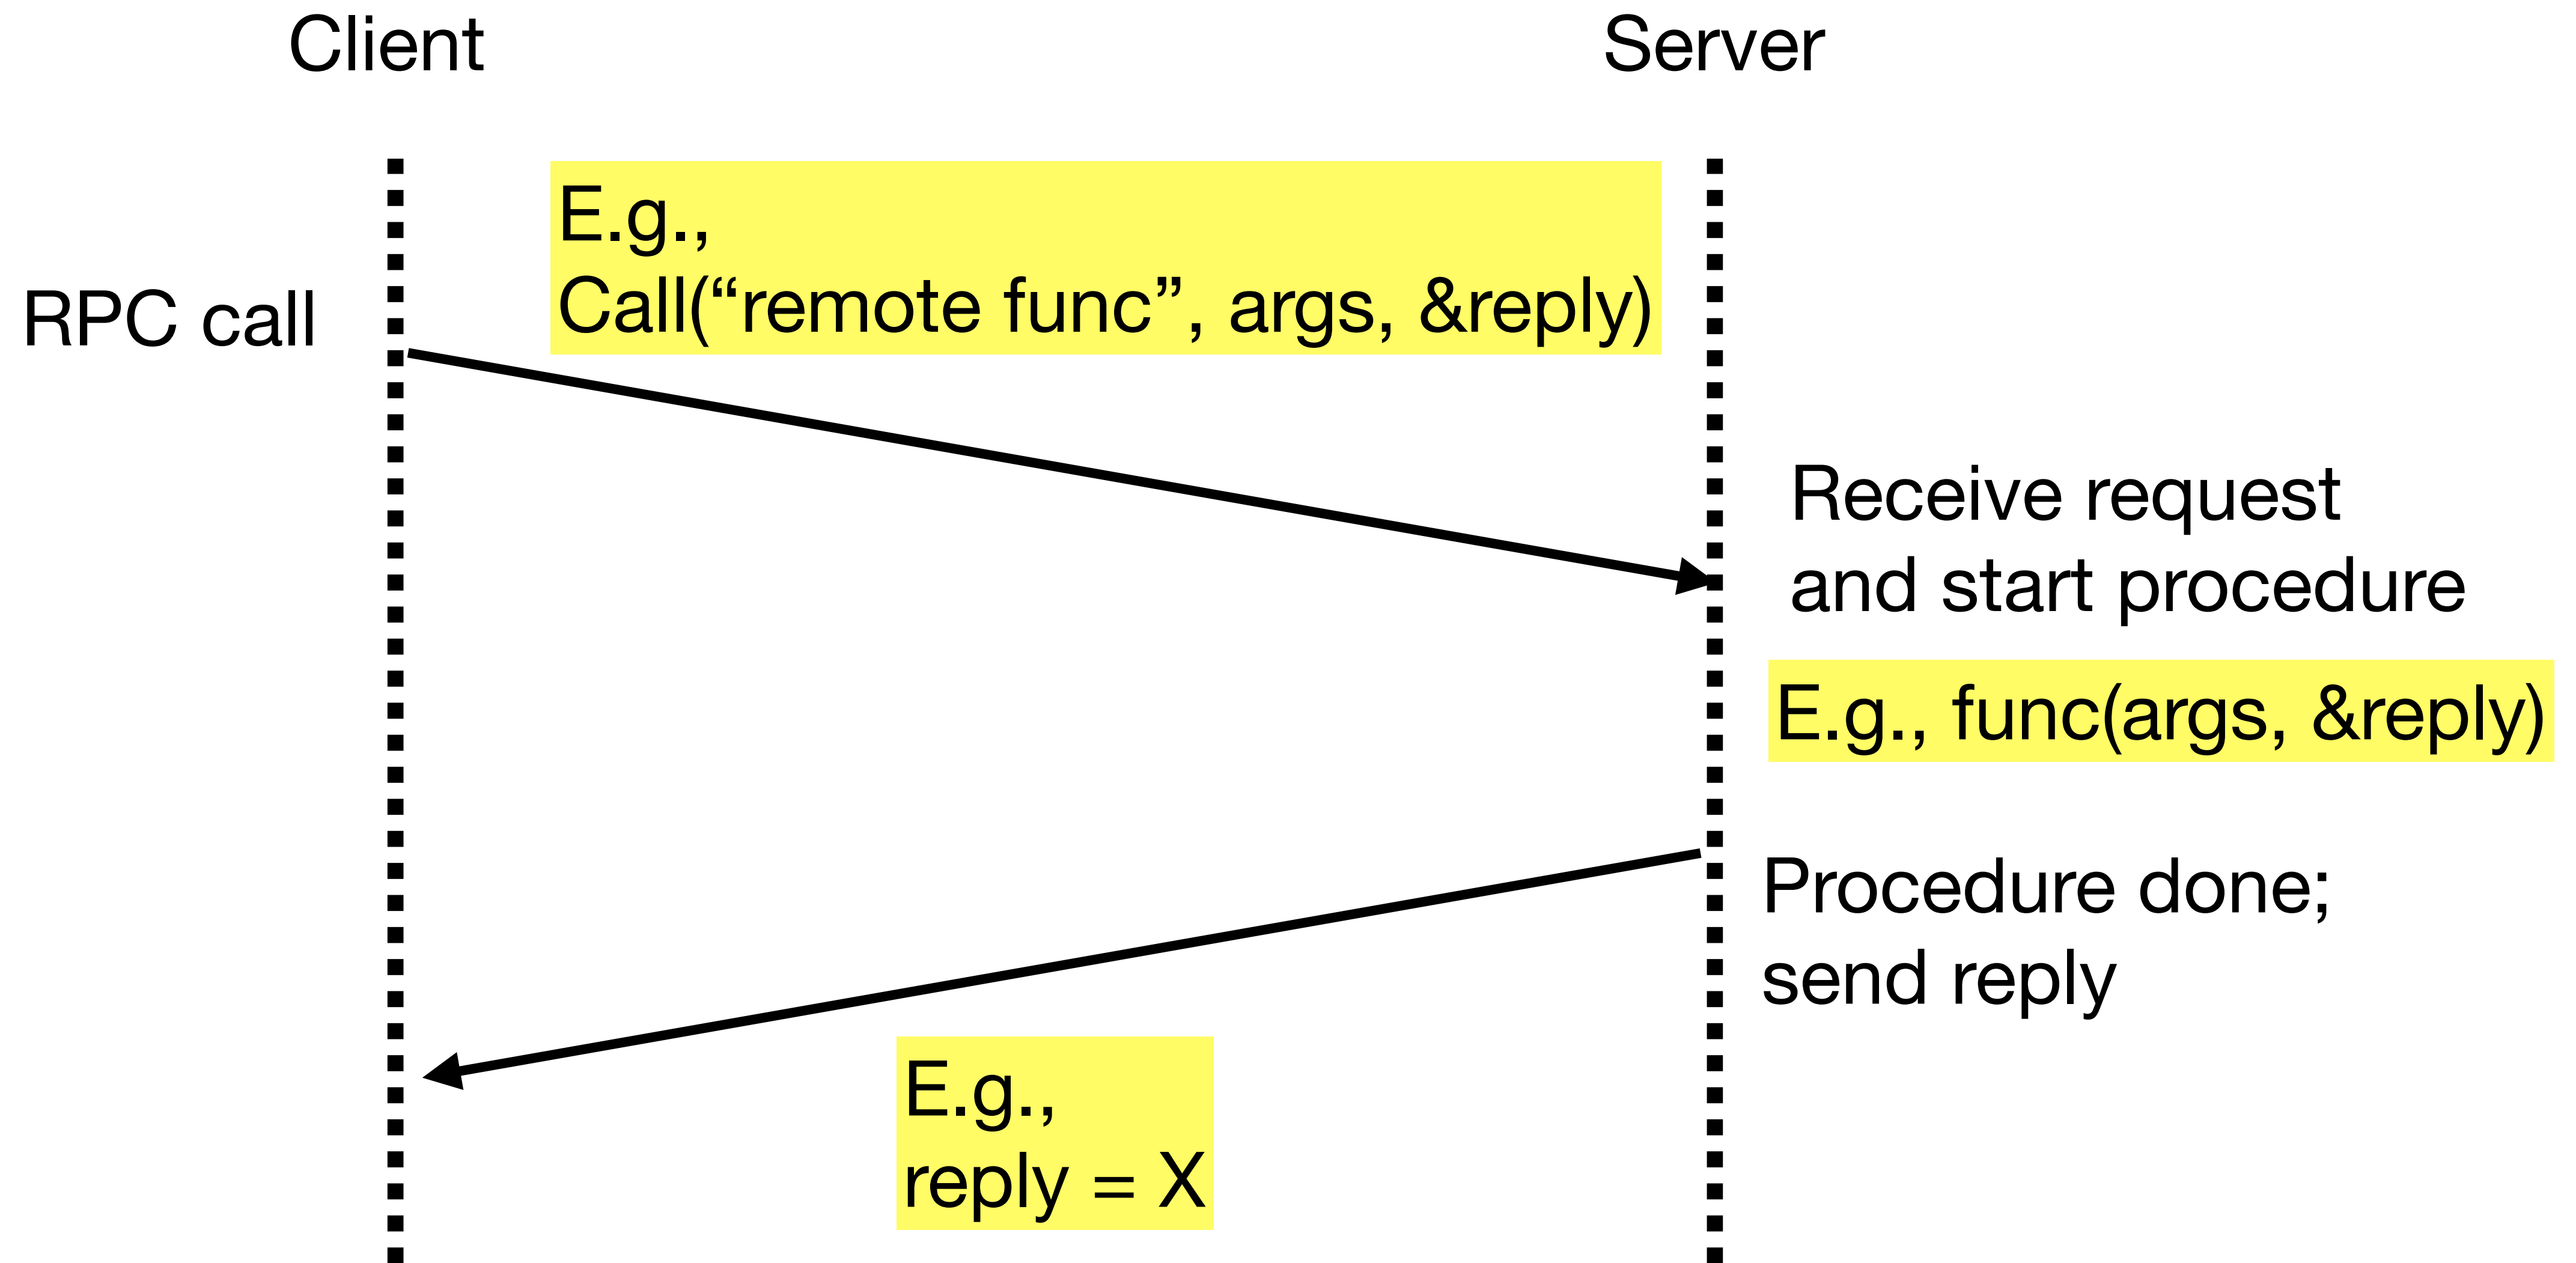 Client
Server
E.g.,
Call(“remote func”, args, &reply)
RPC call
Receive request
and start procedure
E.g., func(args, &reply)
Procedure done;
send reply
E.g.,
reply = X